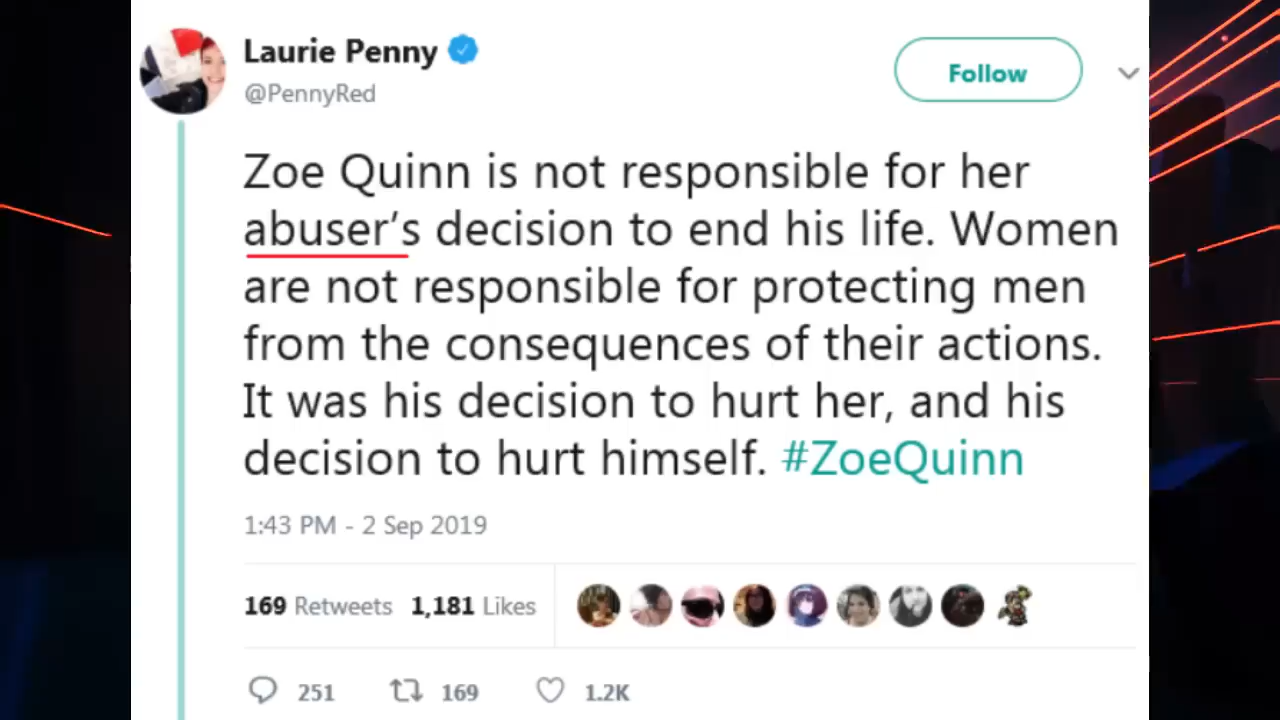 Laurie Penny
@PennyRed
Follow
Zoe Quinn is not responsible for her
abuser’s decision to end his life. Women
are not responsible for protecting men
from the consequences of their actions.
It was his decision to hurt her, and his
decision to hurt himself. #ZoeQuinn
1:43 PM - 2 Sep 2019
169 Retweets 1,181 Likes
251 169 1.2K